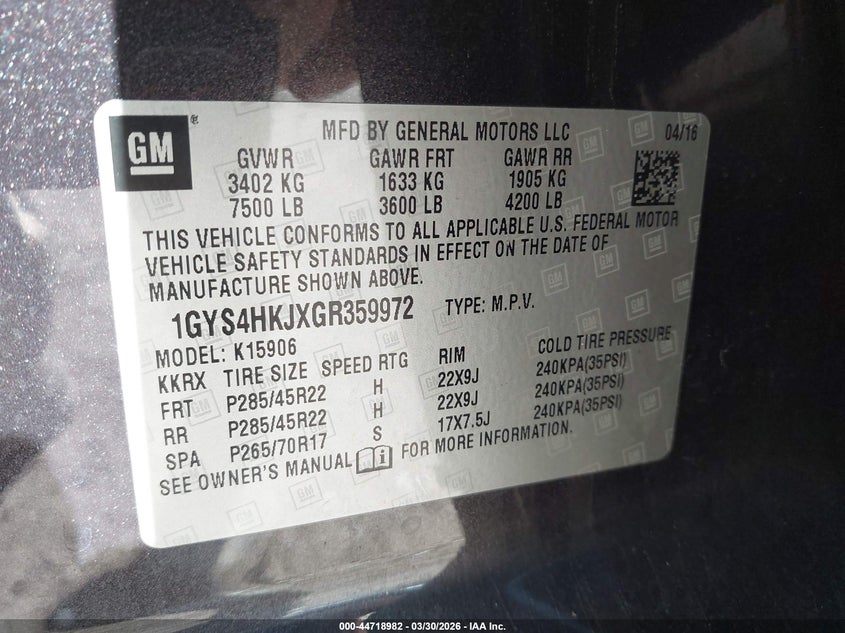 GM ® MFD BY GENERAL MOTORS LLC 04/16
GVWR GAWR FRT GAWR RR
3402 KG 1633 KG 1905 KG
7500 LB 3600 LB 4200 LB
THIS VEHICLE CONFORMS TO ALL APPLICABLE U.S. FEDERAL MOTOR
VEHICLE SAFETY STANDARDS IN EFFECT ON THE DATE OF
MANUFACTURE SHOWN ABOVE.
1GYS4HKJXGR359972 TYPE: M.P.V.
MODEL: K15906
KKRX TIRE SIZE SPEED RTG RIM COLD TIRE PRESSURE
FRT P285/45R22 H 22X9J 240KPA(35PSI)
RR P285/45R22 H 22X9J 240KPA(35PSI)
SPA P265/70R17 S 17X7.5J 240KPA(35PSI)
SEE OWNER'S MANUAL FOR MORE INFORMATION.
000-44718982 — 03/30/2026 — IAA Inc.